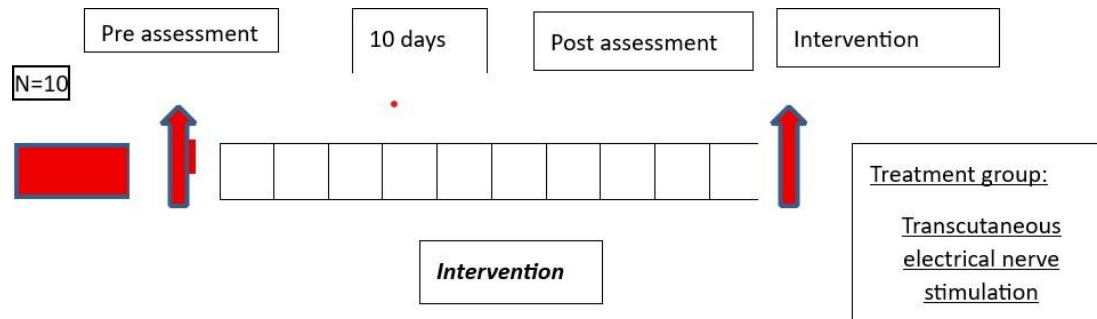 Pre assessment
10 days
Post assessment
Intervention
N=10
Treatment group:
Transcutaneous
electrical nerve
stimulation
Intervention